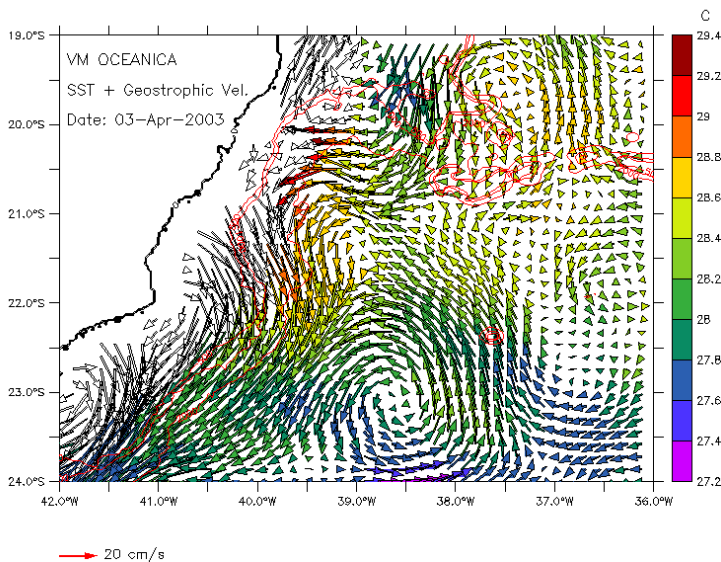 C
VM OCEANICA
SST + Geostrophic Vel.
Date: 03-Apr-2003
19.0°S
20.0°S
21.0°S
22.0°S
23.0°S
24.0°S
42.0°W
41.0°W
40.0°W
39.0°W
38.0°W
37.0°W
36.0°W
29.4
29.2
29
28.8
28.6
28.4
28.2
28
27.8
27.6
27.4
27.2
20 cm/s